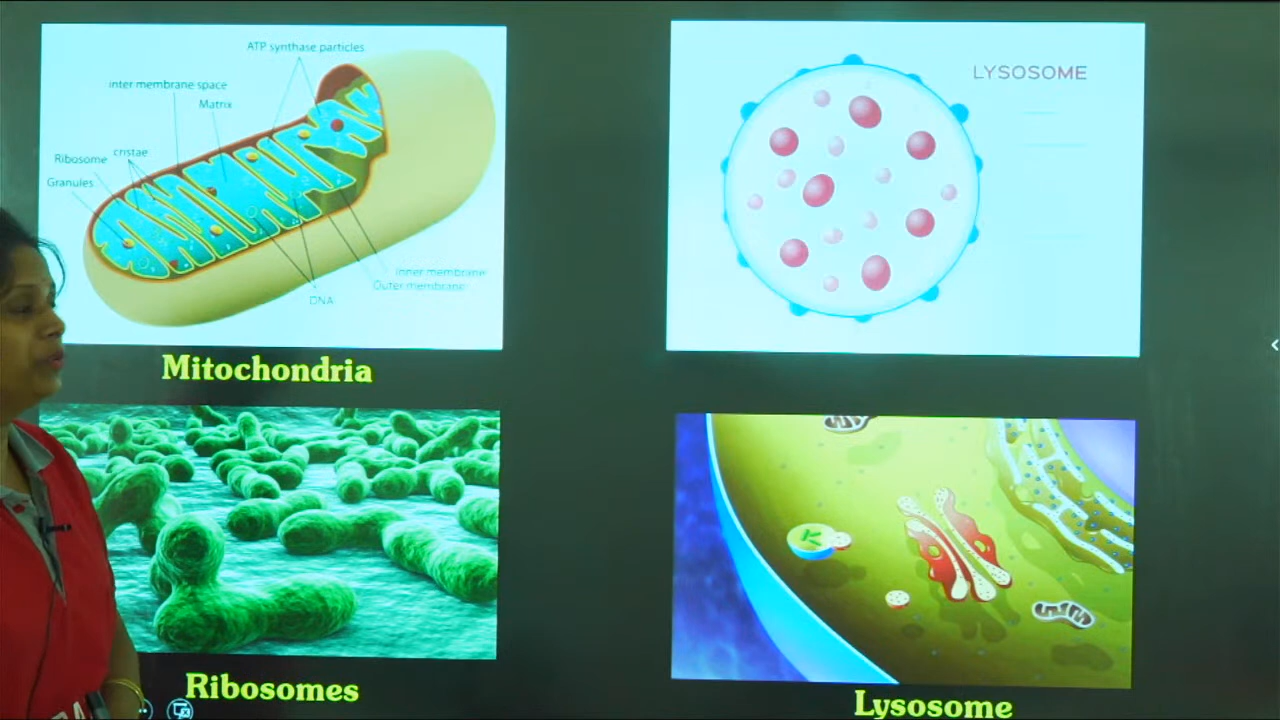 ATP synthase particles
inter membrane space
Matrix
Ribosome
cristae
Granules
Inner membrane
Outer membrane
DNA
Mitochondria
LYSOSOME
Ribosomes
Lysosome